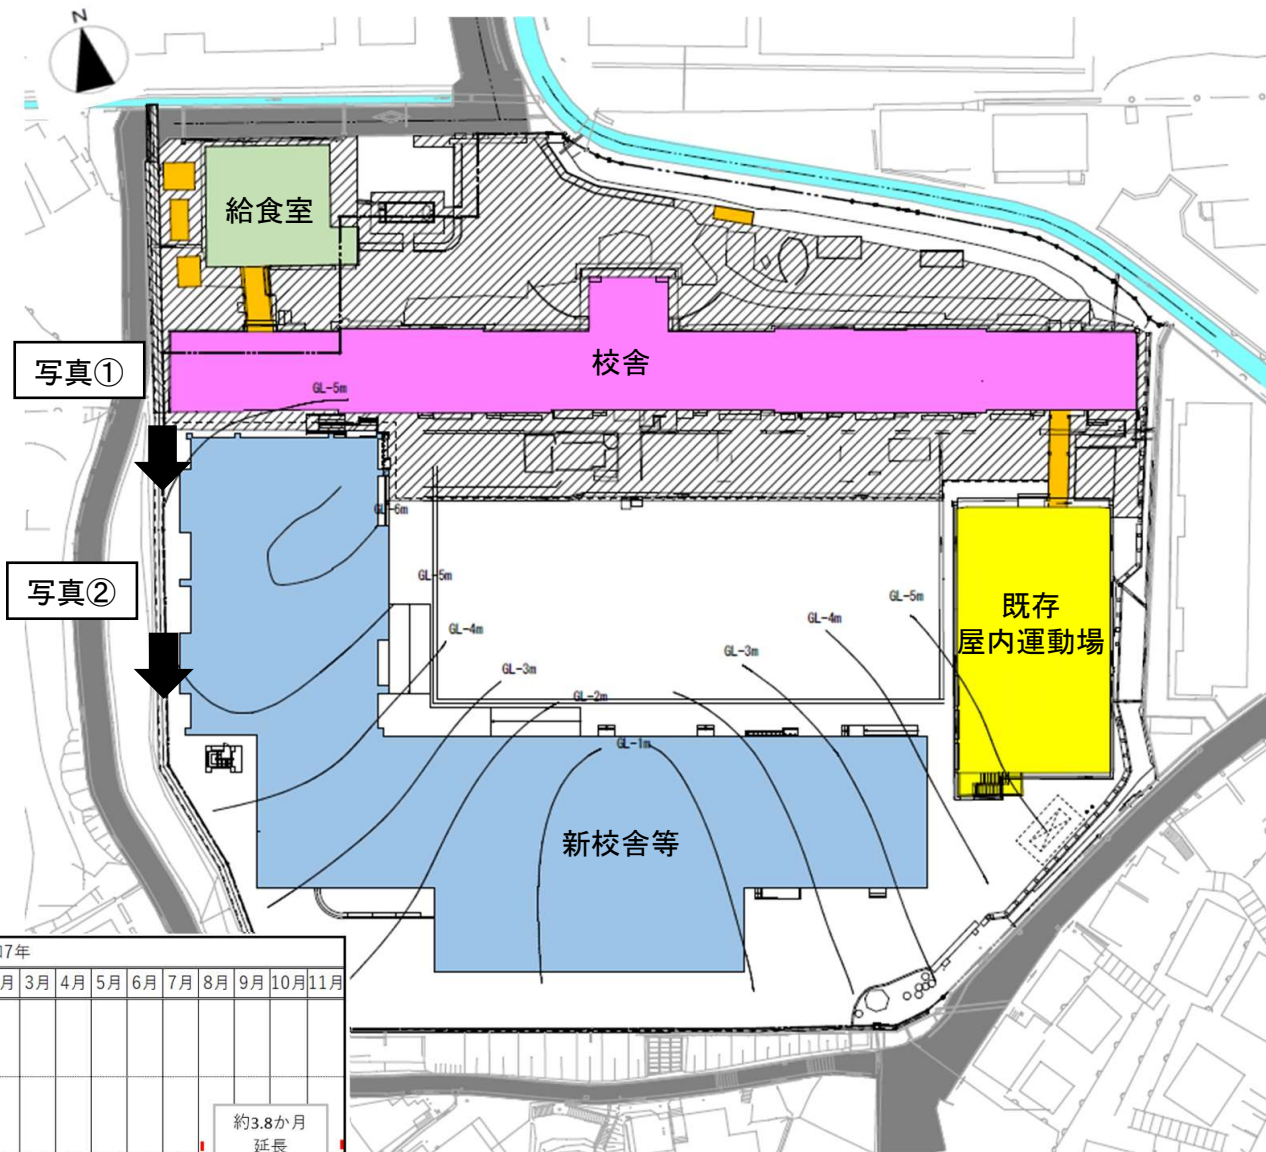 N
給食室
校舎
写真①
GL-5m
GL-6m
写真②
GL-5m
GL-5m
既存
屋内運動場
GL-4m
GL-4m
GL-3m
GL-3m
GL-2m
GL-1m
新校舎等
7年
月 3月 4月 5月 6月 7月 8月 9月 10月 11月
約3.8か月
延長